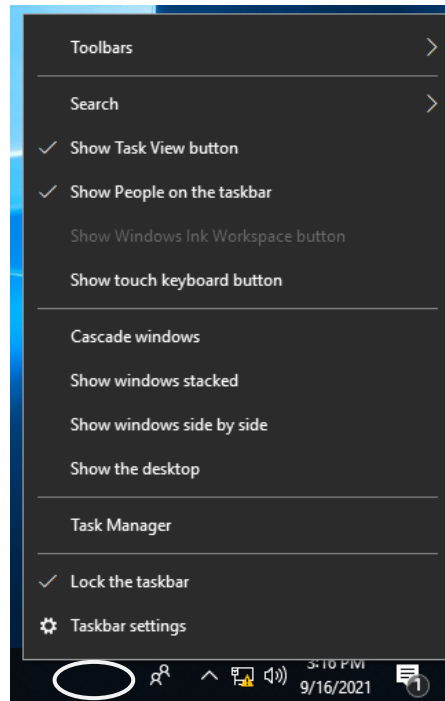 Toolbars
Search
Show Task View button
Show People on the taskbar
Show Windows Ink Workspace button
Show touch keyboard button
Cascade windows
Show windows stacked
Show windows side by side
Show the desktop
Task Manager
Lock the taskbar
Taskbar settings
3:16 PM
9/16/2021
1